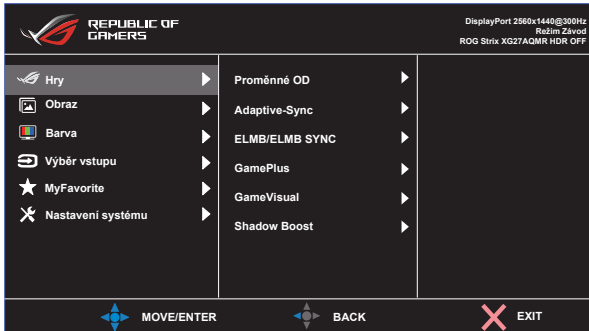 REPUBLIC OF
GAMERS
DisplayPort 2560x1440@300Hz
Režim Závod
ROG Strix XG27AQMR HDR OFF
Hry
Obraz
Barva
Výběr vstupu
MyFavorite
Nastavení systému
Proměnné OD
Adaptive-Sync
ELMB/ELMB SYNC
GamePlus
GameVisual
Shadow Boost
MOVE/ENTER
BACK
EXIT